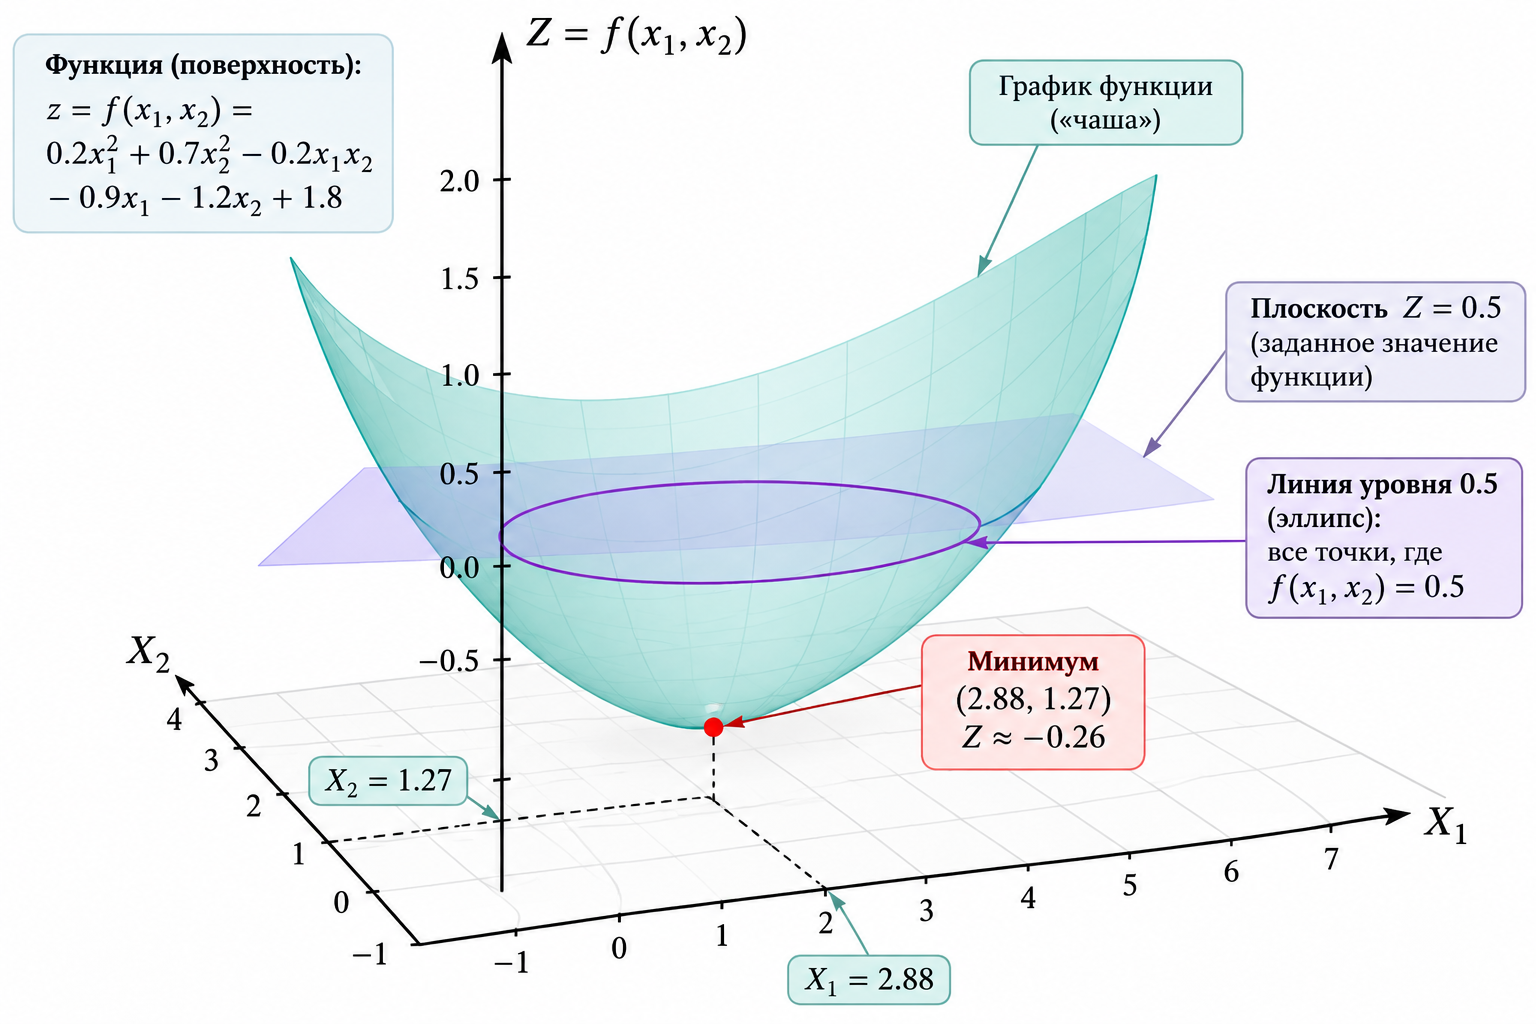 Z = f(x₁, x₂)
Функция (поверхность):
z = f(x₁, x₂) =
0.2x₁² + 0.7x₂² − 0.2x₁x₂
− 0.9x₁ − 1.2x₂ + 1.8
График функции
(«чаша»)
2.0
1.5
1.0
0.5
0.0
−0.5
Плоскость Z = 0.5
(заданное значение
функции)
Линия уровня 0.5
(эллипс):
все точки, где
f(x₁, x₂) = 0.5
Минимум
(2.88, 1.27)
Z ≈ −0.26
X₂
4
3
2
1
0
−1
X₂ = 1.27
X₁
−1
0
1
2
3
4
5
6
7
X₁ = 2.88